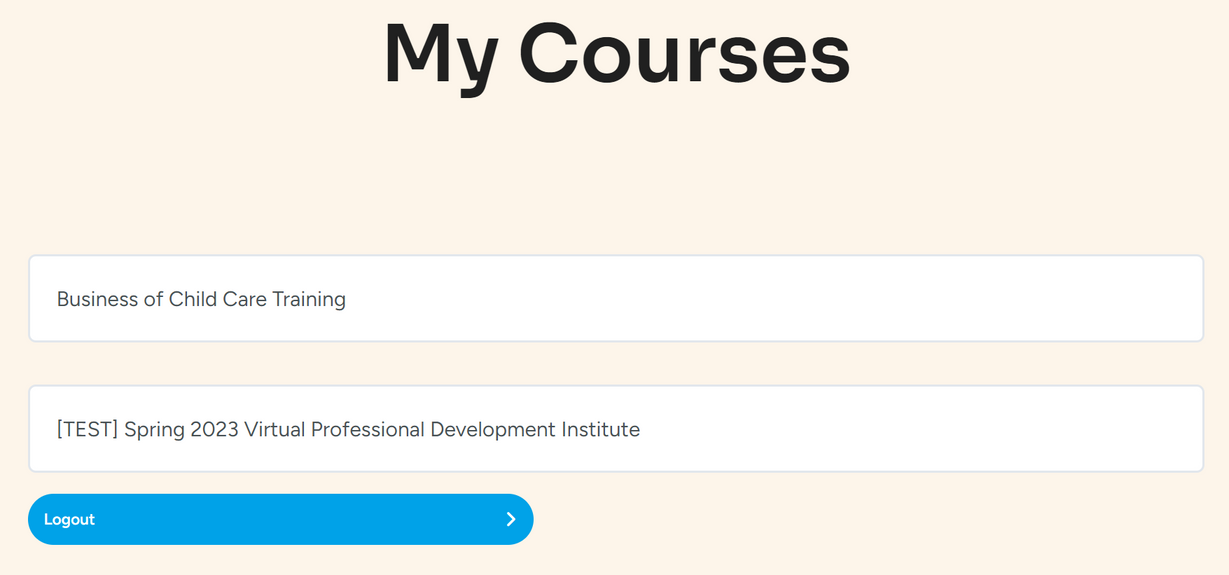 My Courses
Business of Child Care Training
[TEST] Spring 2023 Virtual Professional Development Institute
Logout